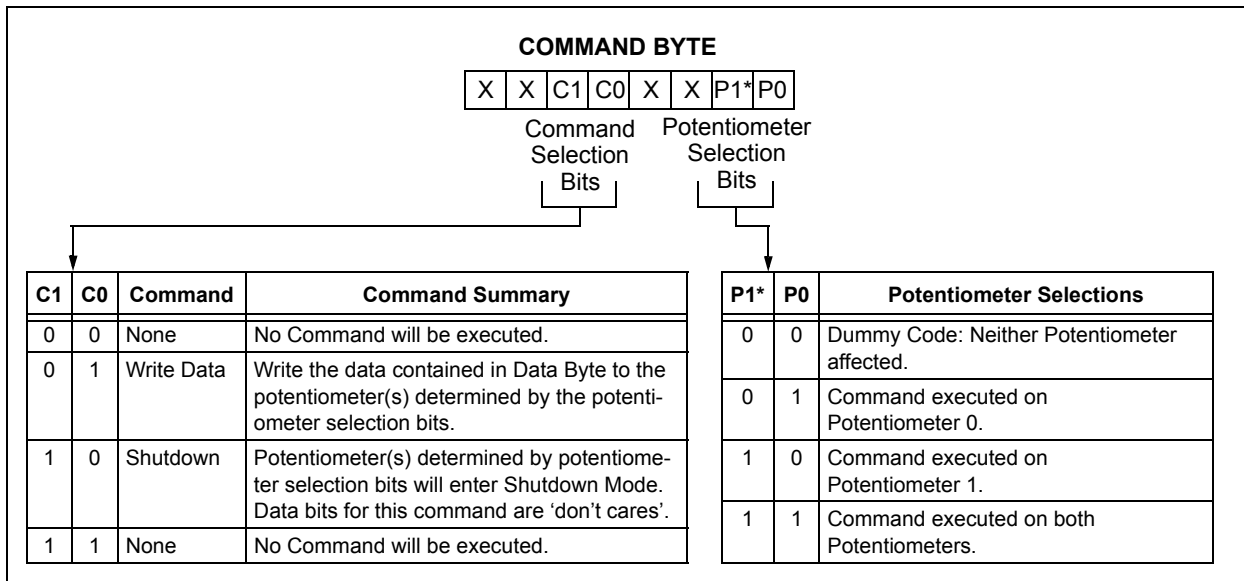 COMMAND BYTE
X X C1 C0 X X P1* P0
Command
Selection
Bits
Potentiometer
Selection
Bits
C1 C0 Command Command Summary
0 0 None No Command will be executed.
0 1 Write Data Write the data contained in Data Byte to the
potentiometer(s) determined by the potenti-
ometer selection bits.
1 0 Shutdown Potentiometer(s) determined by potentiome-
ter selection bits will enter Shutdown Mode.
Data bits for this command are ‘don’t cares’.
1 1 None No Command will be executed.
P1* P0 Potentiometer Selections
0 0 Dummy Code: Neither Potentiometer
affected.
0 1 Command executed on
Potentiometer 0.
1 0 Command executed on
Potentiometer 1.
1 1 Command executed on both
Potentiometers.